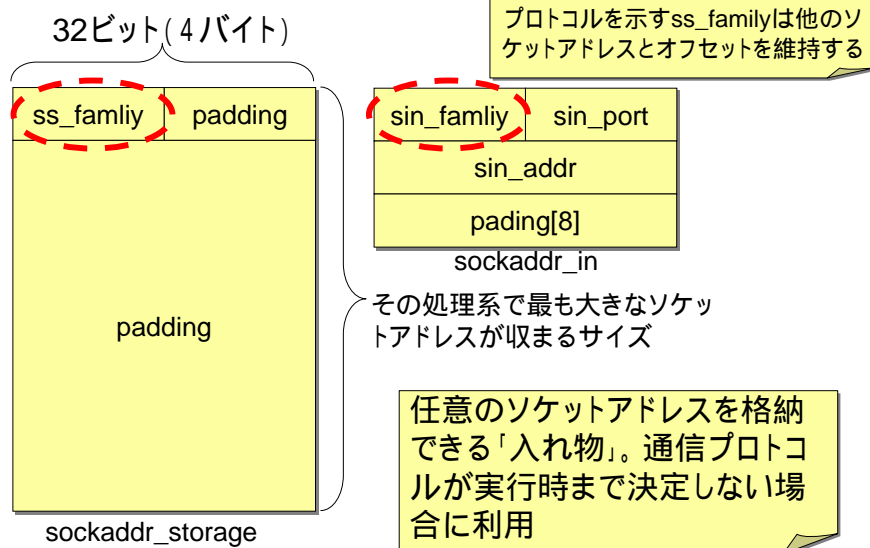 プロトコルを示すss_familyは他のソ
ケットアドレスとオフセットを維持する
32ビット(4バイト)
ss_famliy
padding
padding
sockaddr_storage
sin_famliy
sin_port
sin_addr
pading[8]
sockaddr_in
その処理系で最も大きなソケッ
トアドレスが収まるサイズ
任意のソケットアドレスを格納
できる「入れ物」。通信プロトコ
ルが実行時まで決定しない場
合に利用